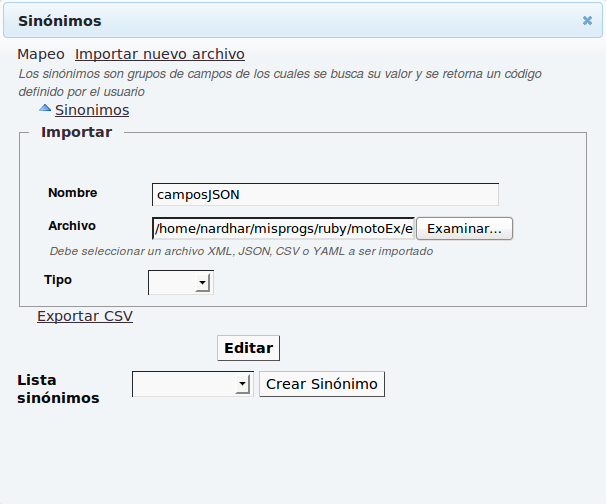 Sinónimos
Mapeo Importar nuevo archivo
Los sinónimos son grupos de campos de los cuales se busca su valor y se retorna un código
definido por el usuario
Sinonimos
Importar
Nombre camposJSON
Archivo /home/nardhar/misprogs/ruby/motoEx/e Examinar...
Debe seleccionar un archivo XML, JSON, CSV o YAML a ser importado
Tipo
Exportar CSV
Editar
Lista
sinónimos Crear Sinónimo